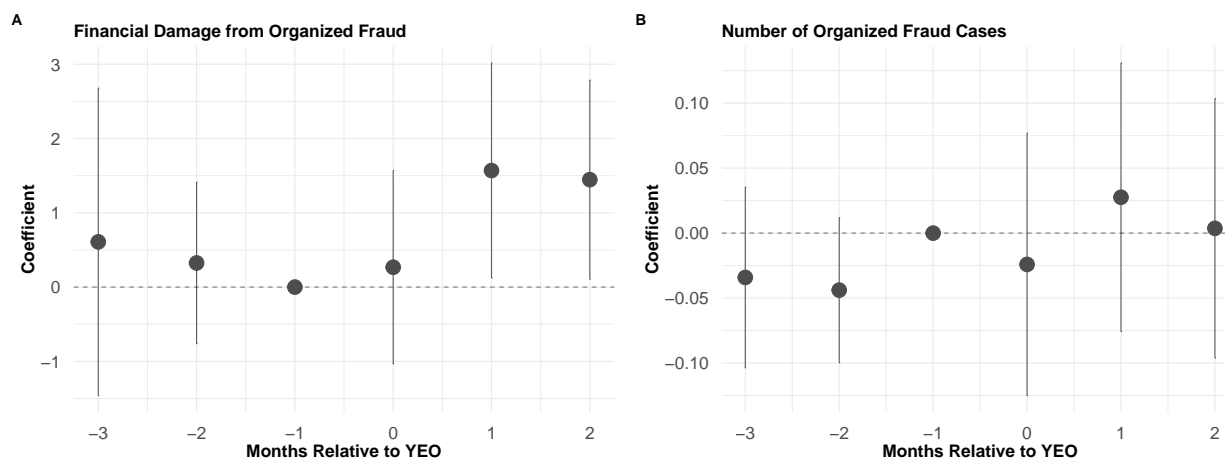 A
Financial Damage from Organized Fraud
3
2
1
0
−1
Coefficient
−3 −2 −1 0 1 2
Months Relative to YEO
B
Number of Organized Fraud Cases
0.10
0.05
0.00
−0.05
−0.10
Coefficient
−3 −2 −1 0 1 2
Months Relative to YEO